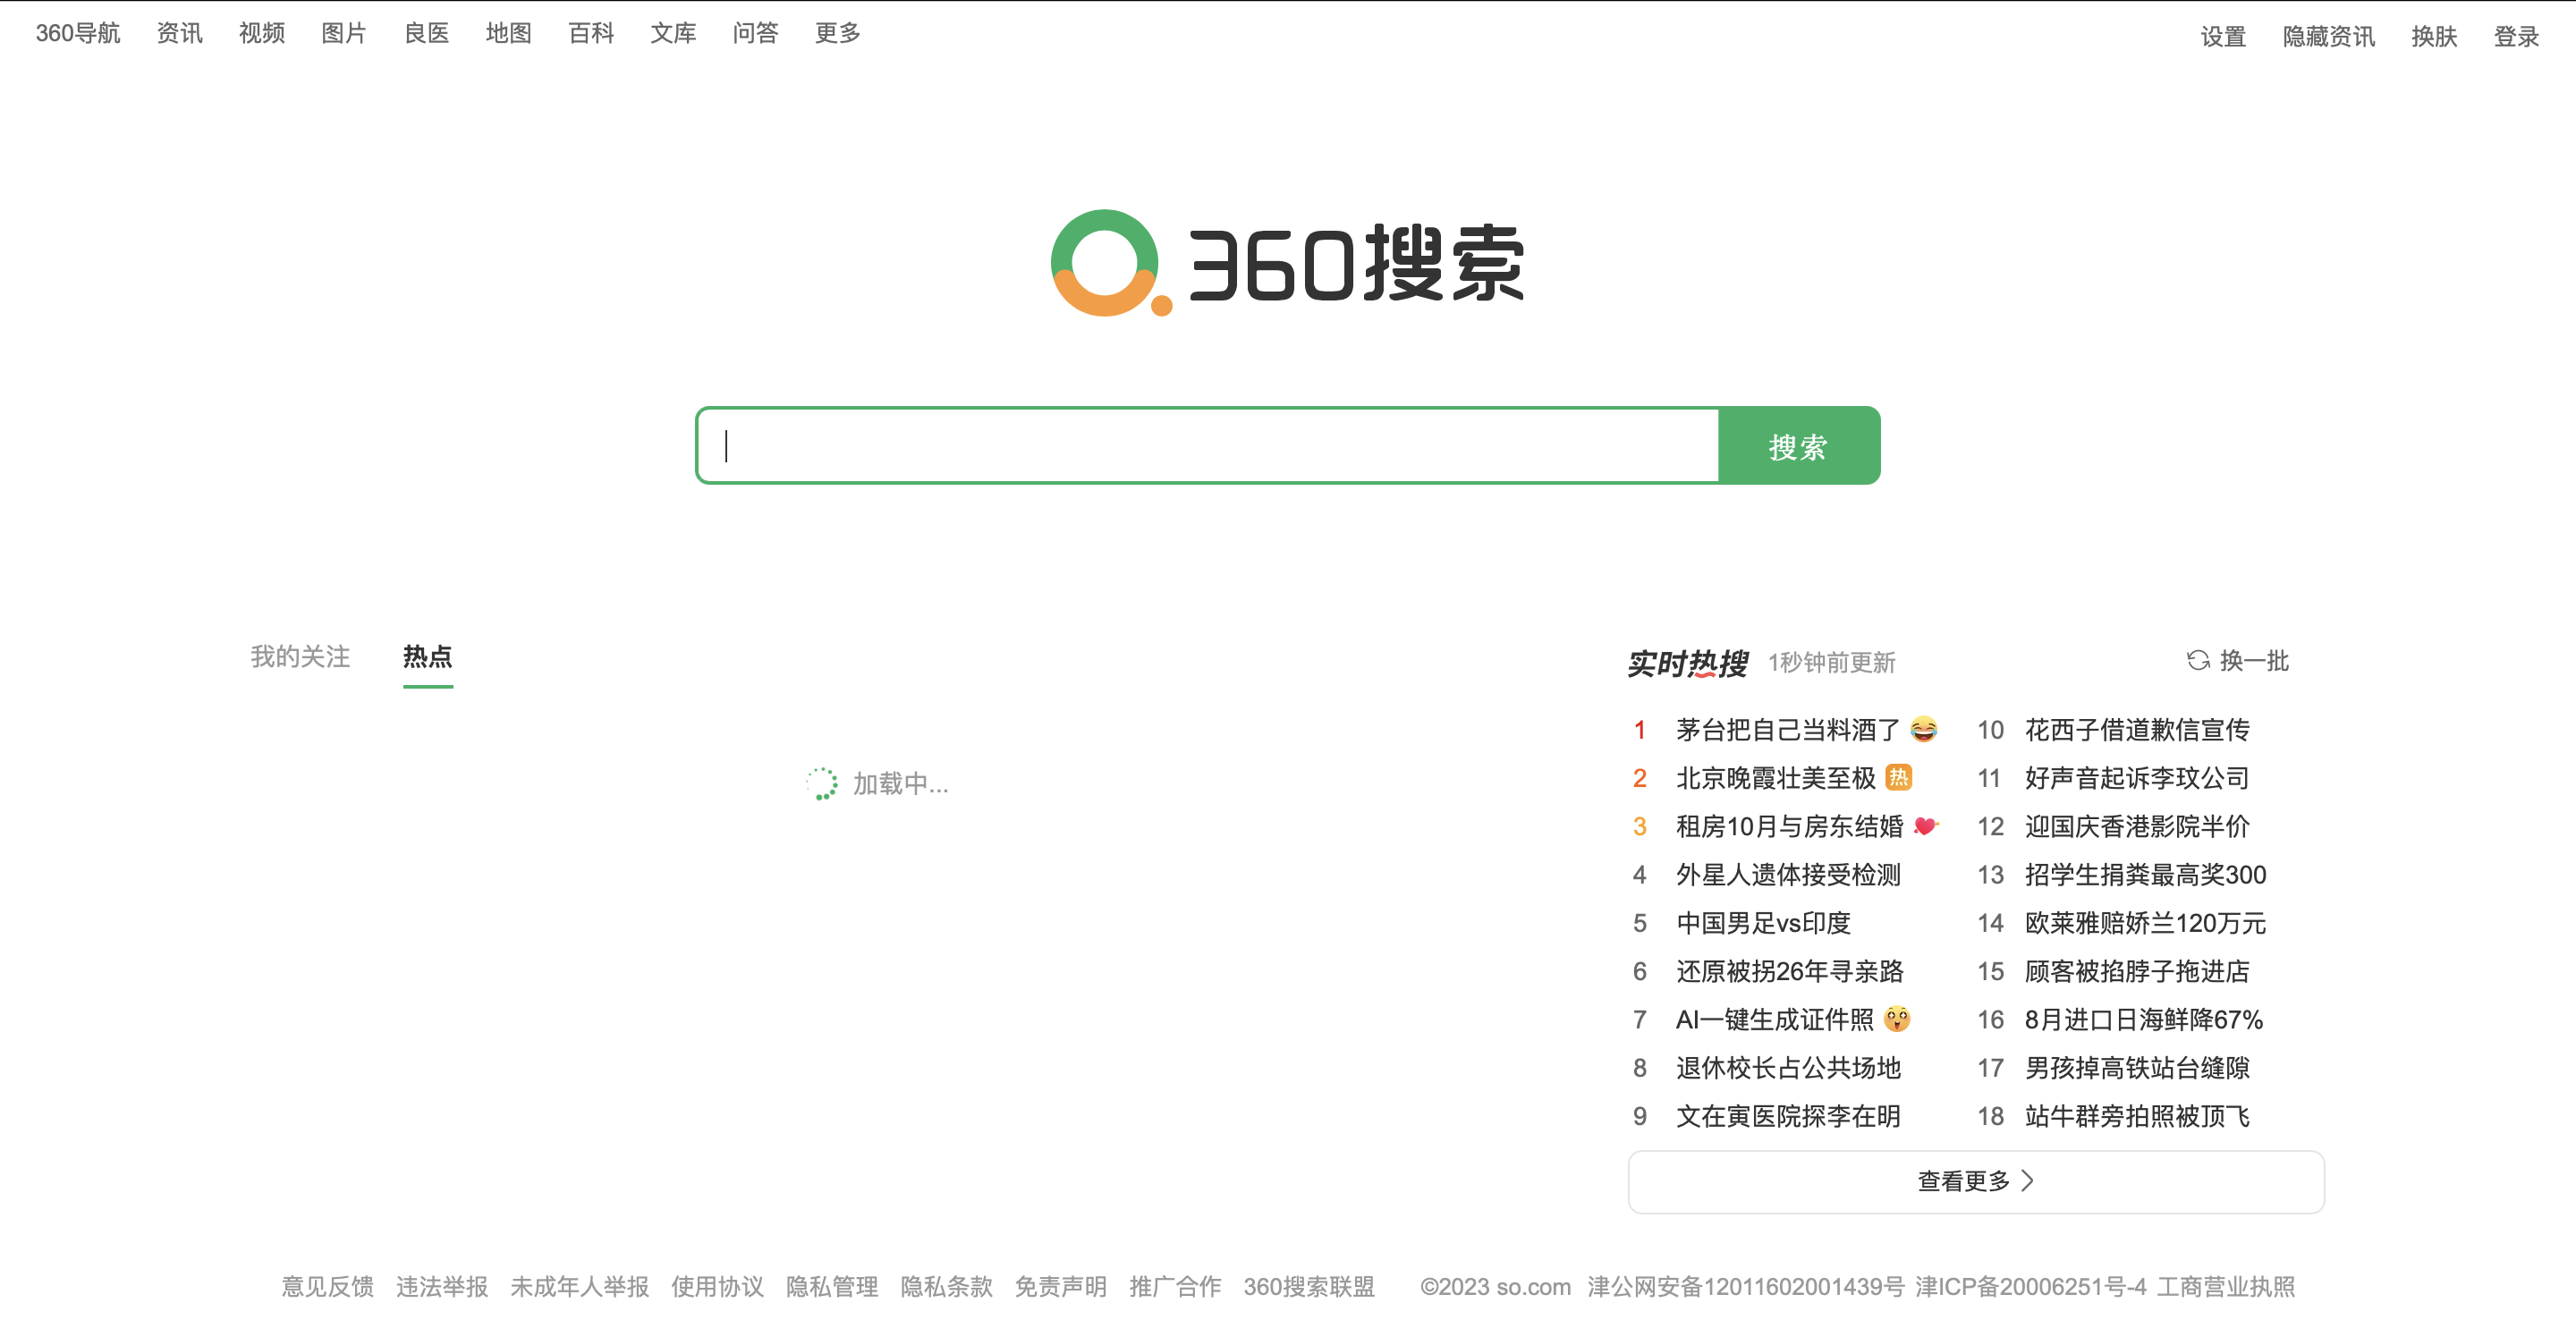 360导航 资讯 视频 图片 良医 地图 百科 文库 问答 更多
设置 隐藏资讯 换肤 登录
360搜索
搜索
我的关注 热点
加载中...
实时热搜 1秒钟前更新 换一批
1 茅台把自己当料酒了
2 北京晚霞壮美至极 热
3 租房10月与房东结婚
4 外星人遗体接受检测
5 中国男足vs印度
6 还原被拐26年寻亲路
7 AI一键生成证件照
8 退休校长占公共场地
9 文在寅医院探李在明
10 花西子借道歉信宣传
11 好声音起诉李玟公司
12 迎国庆香港影院半价
13 招学生捐粪最高奖300
14 欧莱雅赔娇兰120万元
15 顾客被掐脖子拖进店
16 8月进口日海鲜降67%
17 男孩掉高铁站台缝隙
18 站牛群旁拍照被顶飞
查看更多
意见反馈 违法举报 未成年人举报 使用协议 隐私管理 隐私条款 免责声明 推广合作 360搜索联盟 ©2023 so.com 津公网安备12011602001439号 津ICP备20006251号-4 工商营业执照